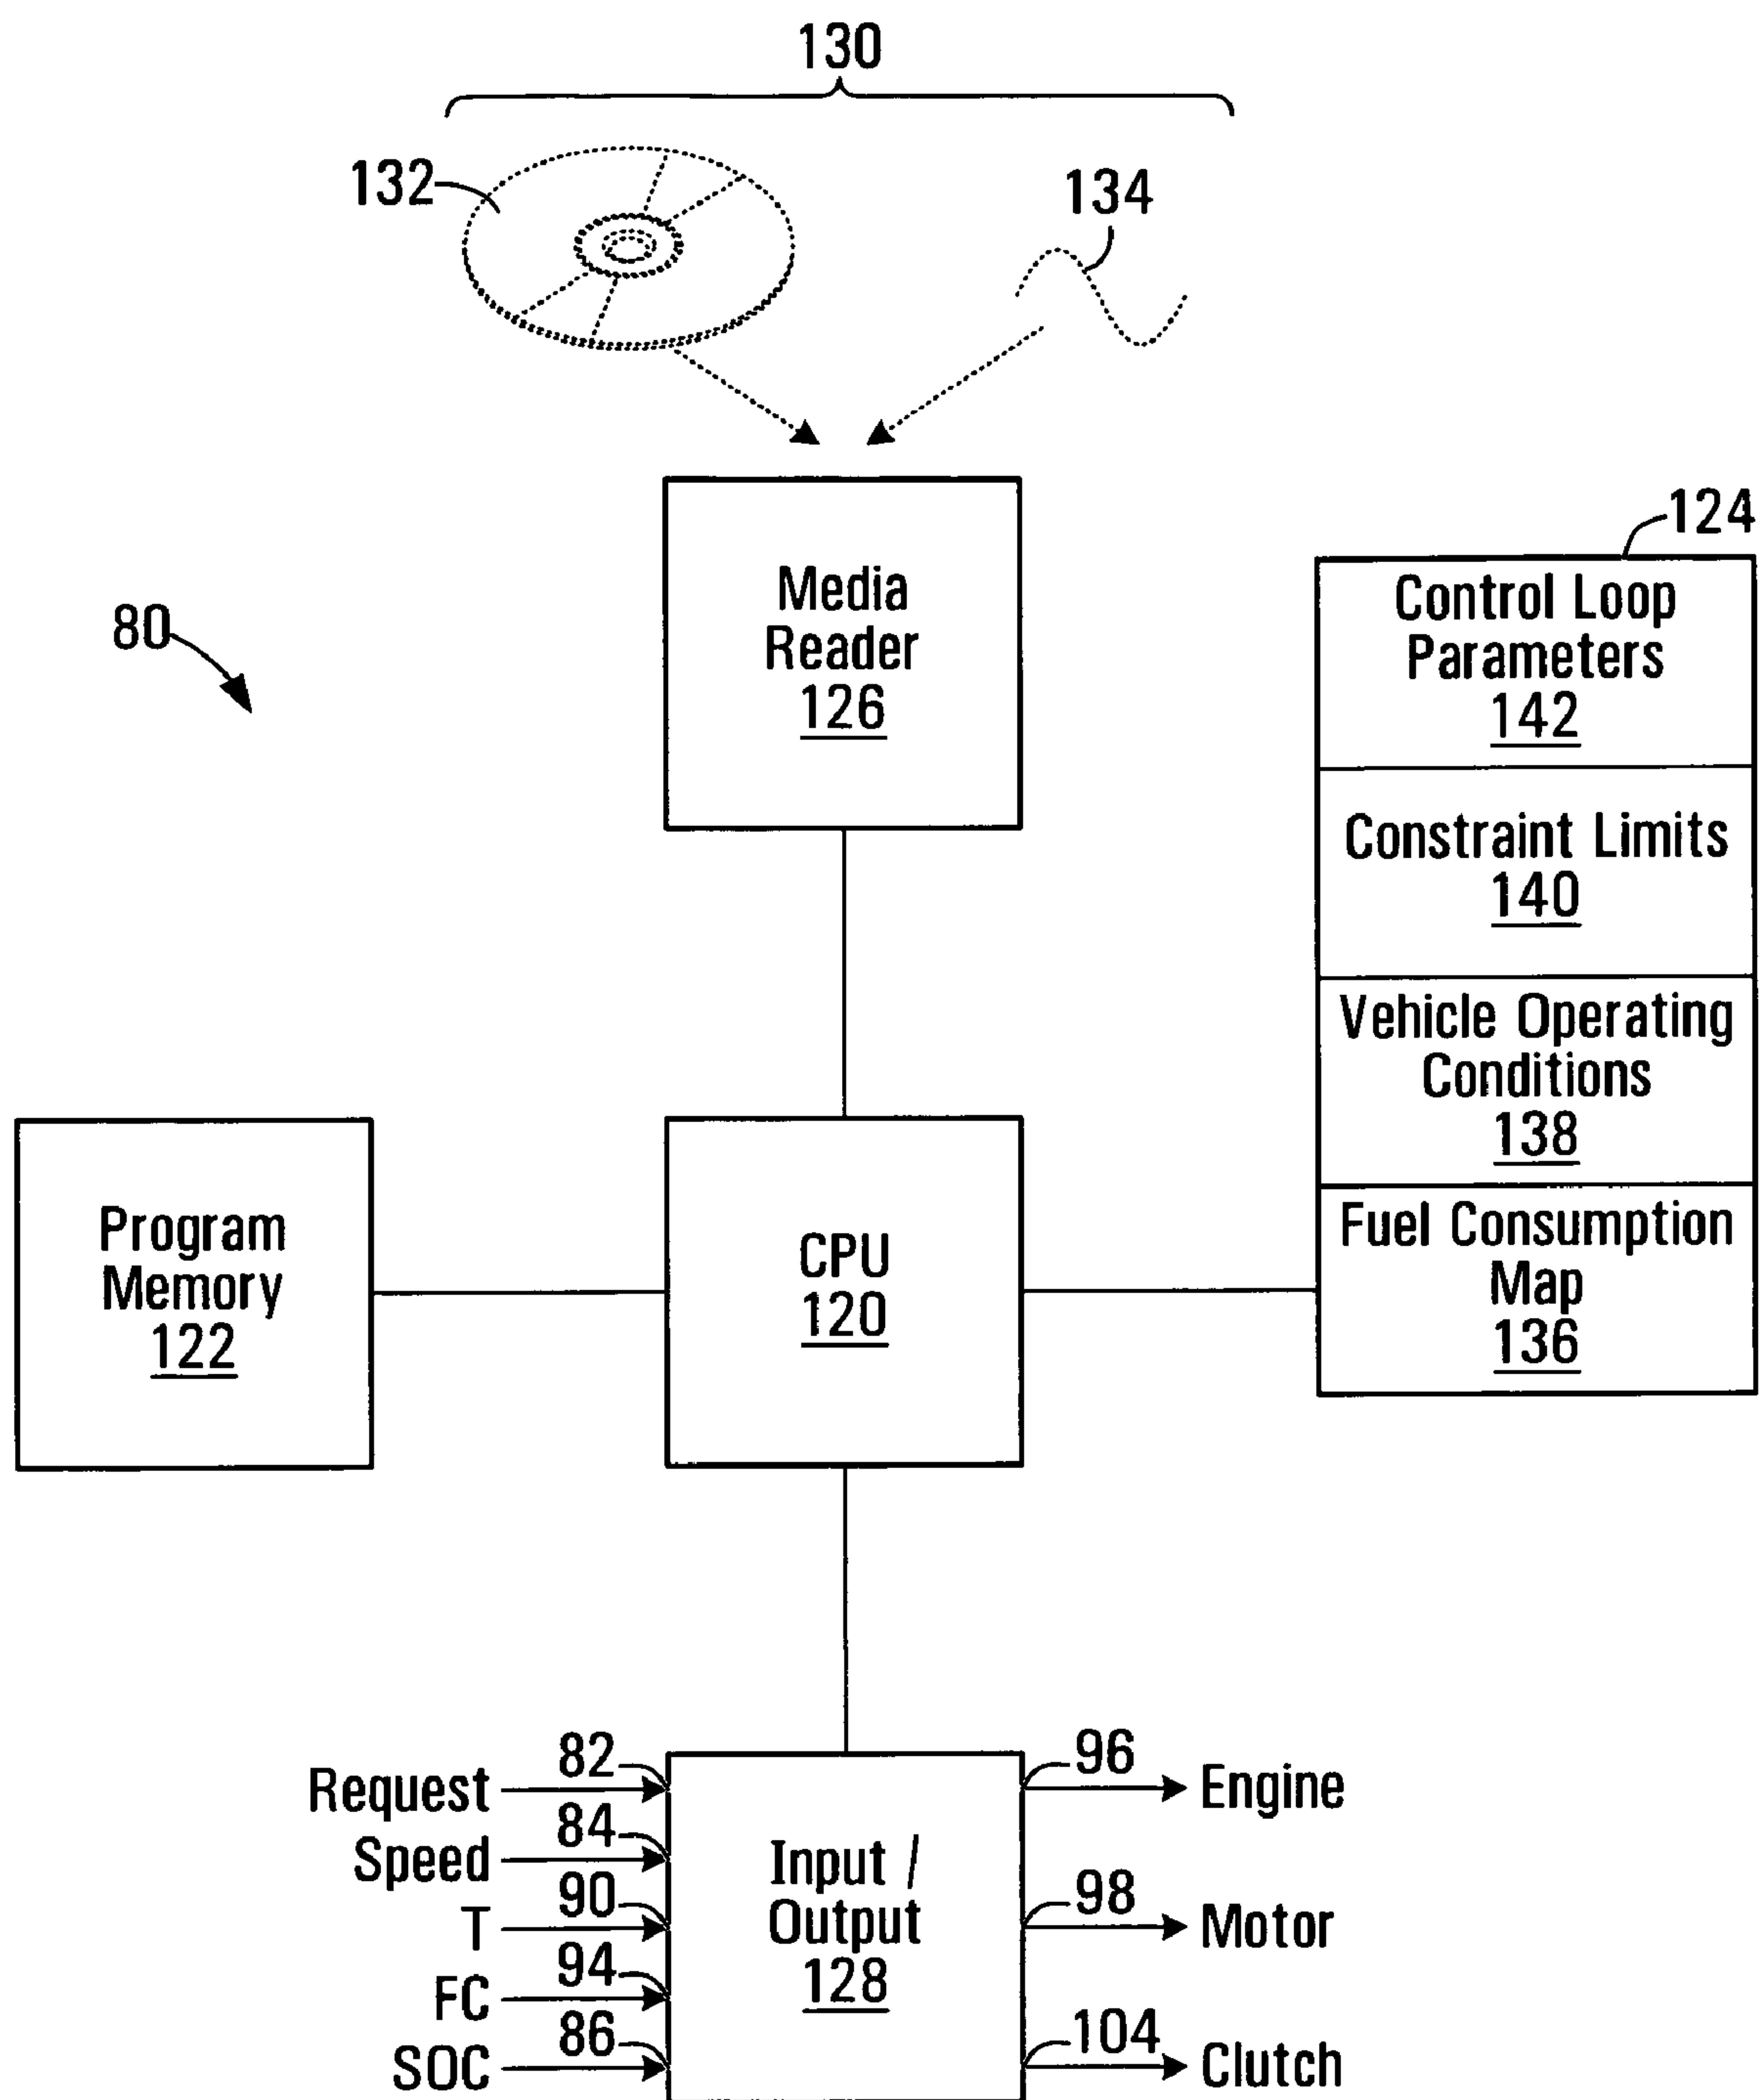 130
132
134
124
80
Media
Reader
126
Control Loop
Parameters
142
Constraint Limits
140
Vehicle Operating
Conditions
138
Fuel Consumption
Map
136
Program
Memory
122
CPU
120
Request
82
Speed
84
T
90
FC
94
SOC
86
Input /
Output
128
96
Engine
98
Motor
104
Clutch